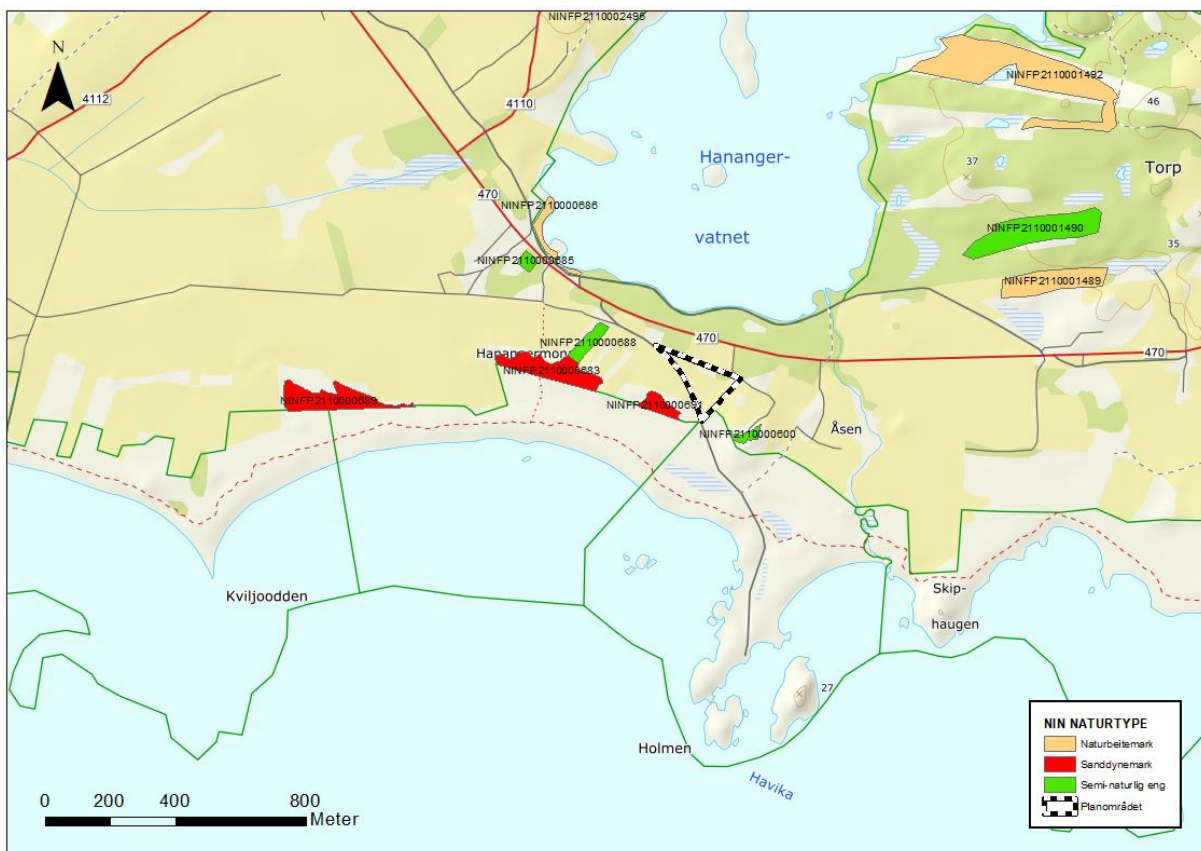 NINFP2110002495
N
4112
4110
NINFP2110001492
46
Hananger-
37
Torp
470
NINFP2110000686
vatnet
NINFP2110001490
35
NINFP2110000685
NINFP2110001489
470
470
NINFP2110000688
Hanangermon
NINFP2110000683
NINFP2110000689
NINFP2110000691
NINFP2110000600
Åsen
Kviljoodden
Skip-
haugen
27
Holmen
Havika
NIN NATURTYPE
Naturbeitemark
Sanddynemark
Semi-naturlig eng
Planområdet
0 200 400 800
Meter